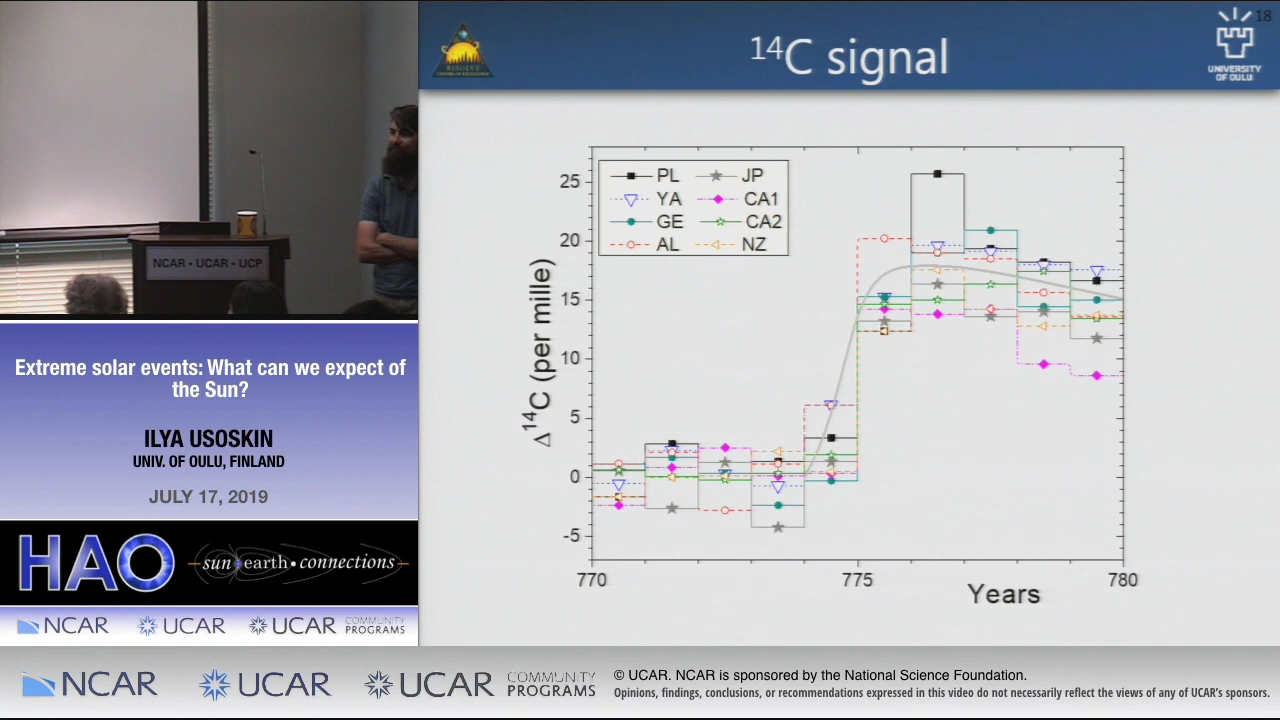 18
¹⁴C signal
UNIVERSITY
OF OULU
NCAR - UCAR - UCP
Extreme solar events: What can we expect of
the Sun?
ILYA USOSKIN
UNIV. OF OULU, FINLAND
JULY 17, 2019
HAO
sun earth • connections
NCAR UCAR UCAR COMMUNITY
PROGRAMS
PL JP
YA CA1
GE CA2
AL NZ
Δ¹⁴C (per mille)
25
20
15
10
5
0
-5
770 775 780
Years
NCAR UCAR UCAR COMMUNITY
PROGRAMS
© UCAR. NCAR is sponsored by the National Science Foundation.
Opinions, findings, conclusions, or recommendations expressed in this video do not necessarily reflect the views of any of UCAR's sponsors.